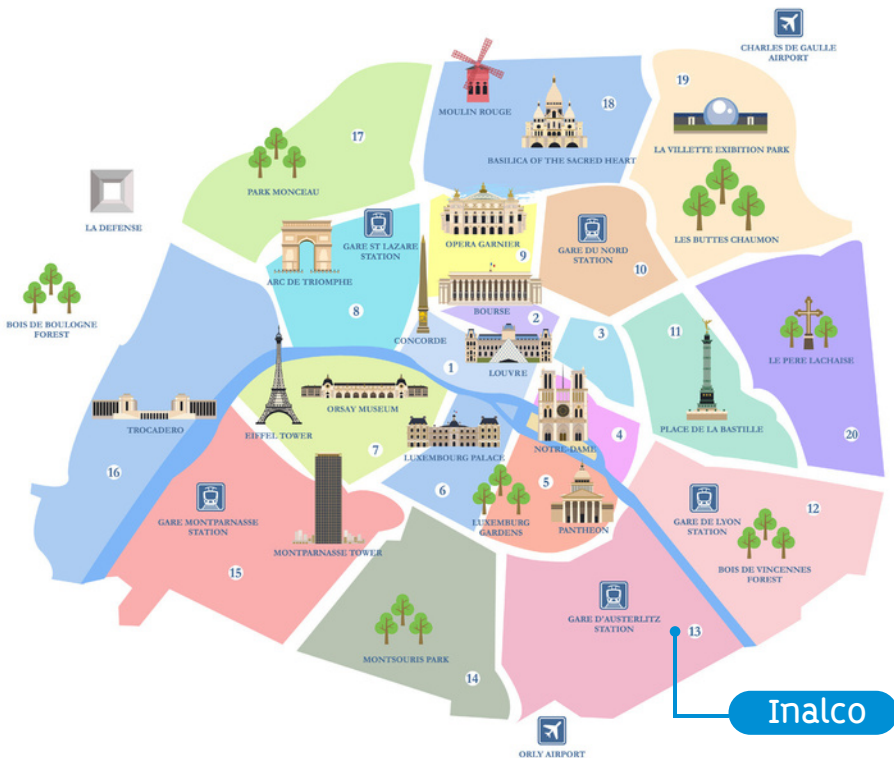 CHARLES DE GAULLE
AIRPORT
19
MOULIN ROUGE
18
BASILICA OF THE SACRED HEART
LA VILLETTE EXIBITION PARK
17
PARK MONCEAU
LA DEFENSE
GARE ST LAZARE
STATION
OPERA GARNIER
9
GARE DU NORD
STATION
10
LES BUTTES CHAUMON
ARC DE TRIOMPHE
8
BOURSE
2
CONCORDE
3
11
BOIS DE BOULOGNE
FOREST
LE PERE LACHAISE
1
LOUVRE
TROCADERO
16
EIFFEL TOWER
ORSAY MUSEUM
7
LUXEMBOURG PALACE
NOTRE-DAME
4
PLACE DE LA BASTILLE
20
6
5
GARE MONTPARNASSE
STATION
MONTPARNASSE TOWER
15
LUXEMBURG
GARDENS
PANTHEON
GARE DE LYON
STATION
12
BOIS DE VINCENNES
FOREST
GARE D'AUSTERLITZ
STATION
13
MONTSOURIS PARK
14
Inalco
ORLY AIRPORT